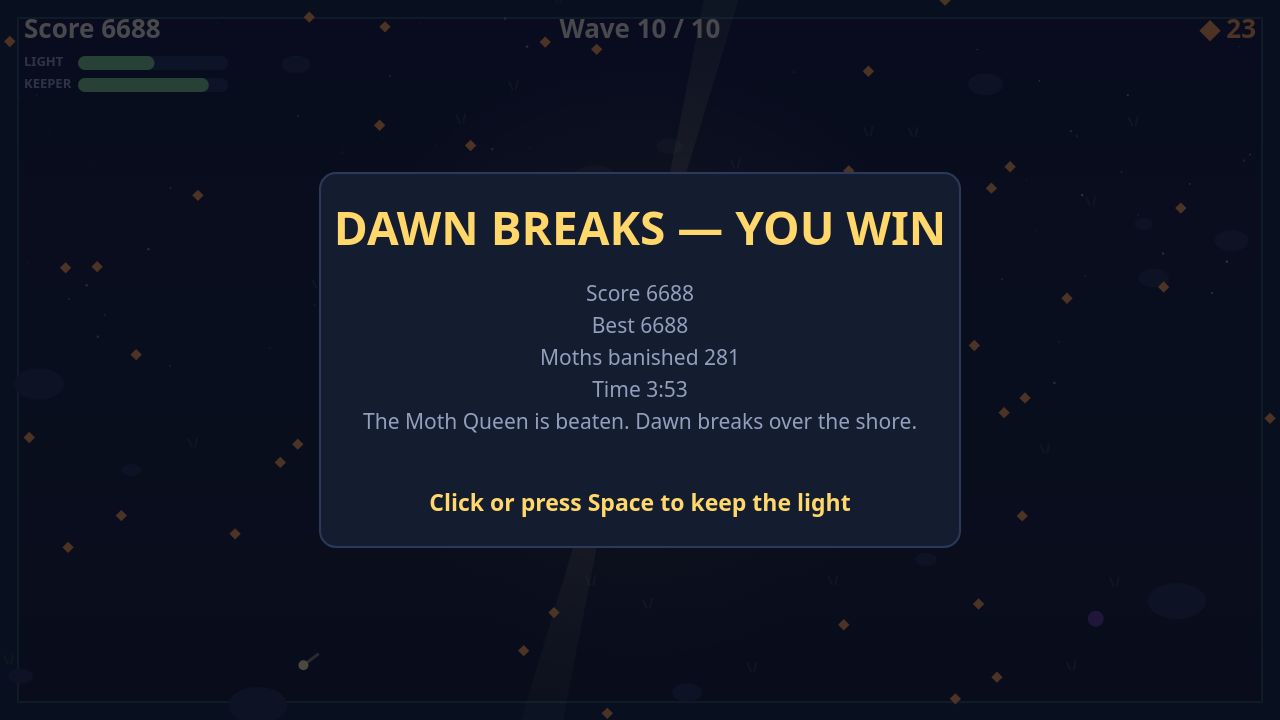 Score 6688
Wave 10 / 10
23
LIGHT
KEEPER
DAWN BREAKS — YOU WIN
Score 6688
Best 6688
Moths banished 281
Time 3:53
The Moth Queen is beaten. Dawn breaks over the shore.
Click or press Space to keep the light